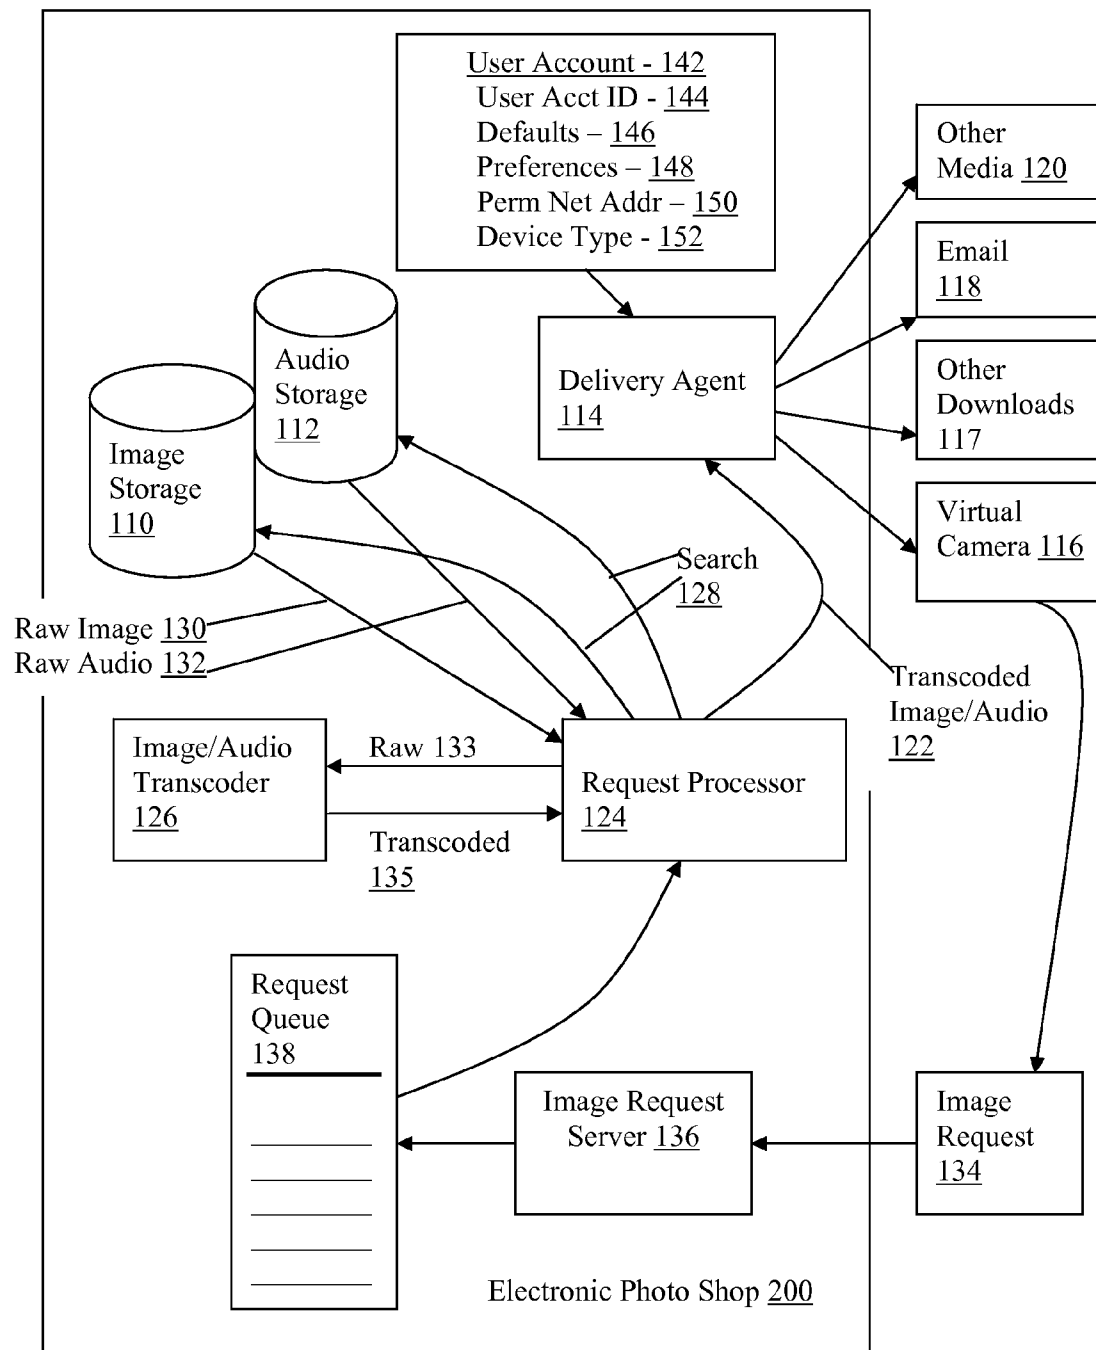 User Account - 142
User Acct ID - 144
Defaults – 146
Preferences – 148
Perm Net Addr – 150
Device Type - 152
Other
Media 120
Email
118
Other
Downloads
117
Virtual
Camera 116
Delivery Agent
114
Audio
Storage
112
Image
Storage
110
Search
128
Raw Image 130
Raw Audio 132
Transcoded
Image/Audio
122
Image/Audio
Transcoder
126
Raw 133
Transcoded
135
Request Processor
124
Request
Queue
138
Image Request
Server 136
Image
Request
134
Electronic Photo Shop 200